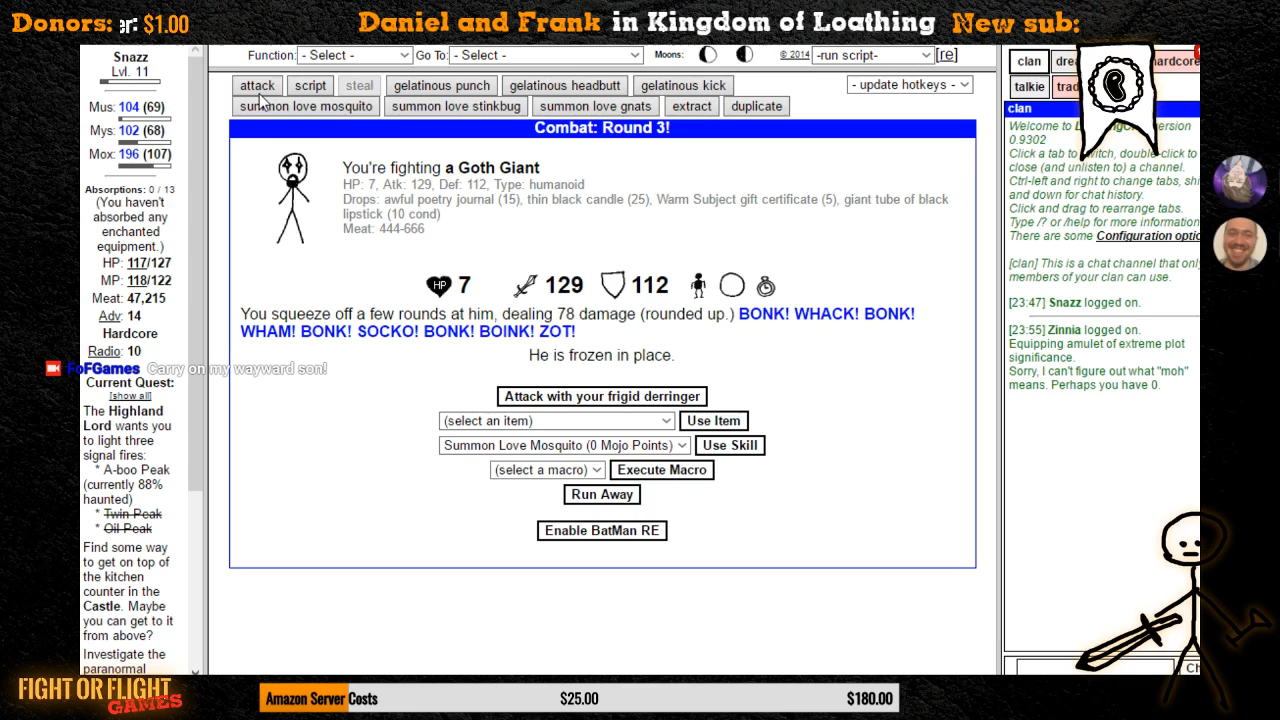 Donors: er: $1.00
Daniel and Frank in Kingdom of Loathing
New sub:
Snazz
Lvl. 11
Mus: 104 (69)
Mys: 102 (68)
Mox: 196 (107)
Absorptions: 0 / 13
(You haven't
absorbed any
enchanted
equipment.)
HP: 117/127
MP: 118/122
Meat: 47,215
Adv: 14
Hardcore
Radio: 10
FoFGames Carry on my wayward son!
Current Quest:
[show all]
The Highland
Lord wants you
to light three
signal fires:
* A-boo Peak
(currently 88%
haunted)
* Twin Peak
* Oil Peak
Find some way
to get on top of
the kitchen
counter in the
Castle. Maybe
you can get to it
from above?
Investigate the
paranormal
Function: - Select - Go To: - Select - Moons: © 2014 -run script- [re]
attack script steal gelatinous punch gelatinous headbutt gelatinous kick - update hotkeys -
summon love mosquito summon love stinkbug summon love gnats extract duplicate
Combat: Round 3!
You're fighting a Goth Giant
HP: 7, Atk: 129, Def: 112, Type: humanoid
Drops: awful poetry journal (15), thin black candle (25), Warm Subject gift certificate (5), giant tube of black
lipstick (10 cond)
Meat: 444-666
HP 7 129 112
You squeeze off a few rounds at him, dealing 78 damage (rounded up.) BONK! WHACK! BONK!
WHAM! BONK! SOCKO! BONK! BOINK! ZOT!
He is frozen in place.
Attack with your frigid derringer
(select an item) Use Item
Summon Love Mosquito (0 Mojo Points) Use Skill
(select a macro) Execute Macro
Run Away
Enable BatMan RE
clan hardcore
talkie
clan
Welcome to version
0.9302
Click a tab to switch, double-click to
close (and unlisten to) a channel.
Ctrl-left and right to change tabs, shi
and down for chat history.
Click and drag to rearrange tabs.
Type /? or /help for more information
There are some Configuration optio
[clan] This is a chat channel that only
members of your clan can use.
[23:47] Snazz logged on.
[23:55] Zinnia logged on.
Equipping amulet of extreme plot
significance.
Sorry, I can't figure out what "moh"
means. Perhaps you have 0.
Ch
FIGHT OR FLIGHT
GAMES
Amazon Server Costs $25.00 $180.00